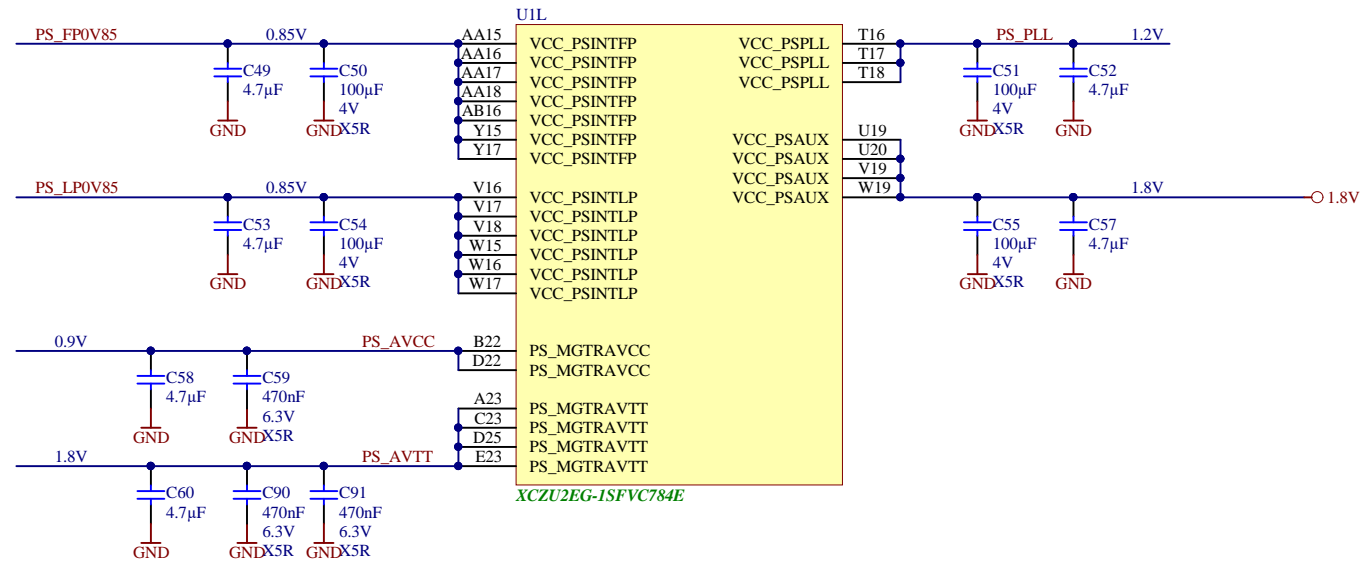 U1L
PS_FP0V85 0.85V AA15 VCC_PSINTFP VCC_PSPLL T16 PS_PLL 1.2V
AA16 VCC_PSINTFP VCC_PSPLL T17
C49 C50 AA17 VCC_PSINTFP VCC_PSPLL T18 C51 C52
4.7µF 100µF AA18 VCC_PSINTFP 100µF 4.7µF
4V AB16 VCC_PSINTFP 4V
GND GND X5R Y15 VCC_PSINTFP VCC_PSAUX U19 GND X5R GND
Y17 VCC_PSINTFP VCC_PSAUX U20
VCC_PSAUX V19
PS_LP0V85 0.85V V16 VCC_PSINTLP VCC_PSAUX W19 1.8V 1.8V
V17 VCC_PSINTLP
C53 C54 V18 VCC_PSINTLP C55 C57
4.7µF 100µF W15 VCC_PSINTLP 100µF 4.7µF
4V W16 VCC_PSINTLP 4V
GND GND X5R W17 VCC_PSINTLP GND X5R GND
0.9V PS_AVCC B22 PS_MGTRAVCC
D22 PS_MGTRAVCC
C58 C59
4.7µF 470nF
6.3V
GND GND X5R
A23 PS_MGTRAVTT
C23 PS_MGTRAVTT
D25 PS_MGTRAVTT
1.8V PS_AVTT E23 PS_MGTRAVTT
XCZU2EG-1SFVC784E
C60 C90 C91
4.7µF 470nF 470nF
6.3V 6.3V
GND GND X5R GND X5R